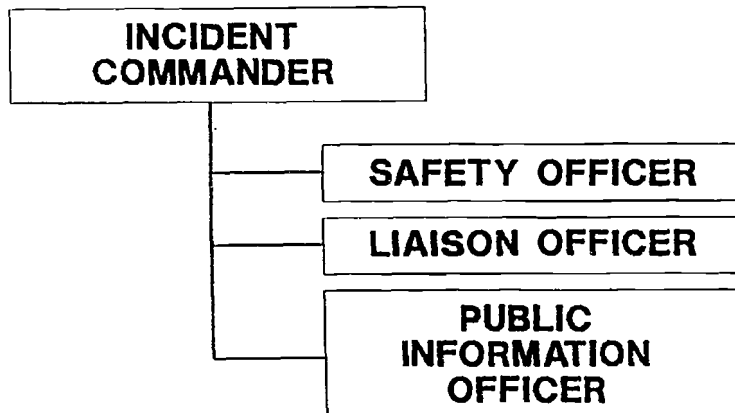 INCIDENT
COMMANDER
SAFETY OFFICER
LIAISON OFFICER
PUBLIC
INFORMATION
OFFICER